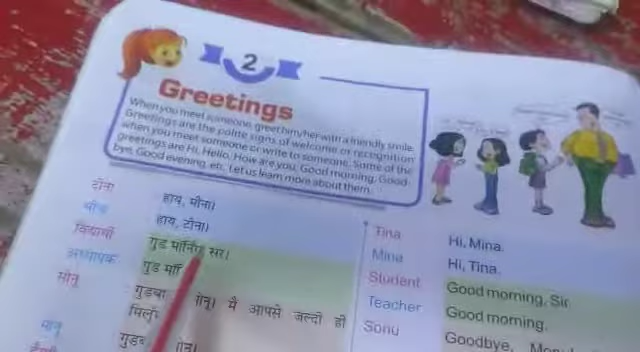 2
Greetings
When you meet someone, greet him/her with a friendly smile.
Greetings are the polite signs of welcome or recognition
when you meet someone or write to someone. Some of the
greetings are Hi, Hello, How are you, Good morning, Good-
bye, Good evening, etc. Let us learn more about them.
टीना हाय, मीना।
मीना हाय, टीना।
विद्यार्थी गुड मॉर्निंग सर।
अध्यापक गुड मॉर्
सोनू गुडबा मैं आपसे जल्दी ही
मिलूँ
Tina Hi, Mina.
Mina Hi, Tina.
Student Good morning, Sir.
Teacher Good morning.
Sonu Goodbye,